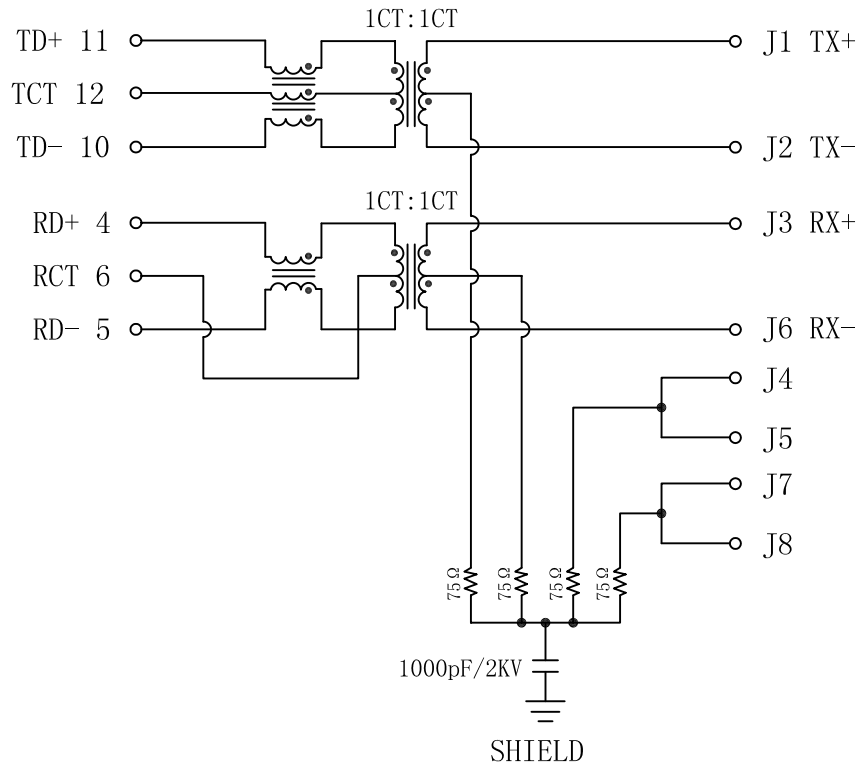 1CT:1CT
TD+ 11
J1 TX+
TCT 12
TD- 10
J2 TX-
1CT:1CT
RD+ 4
J3 RX+
RCT 6
RD- 5
J6 RX-
J4
J5
J7
J8
75Ω
75Ω
75Ω
75Ω
1000pF/2KV
SHIELD